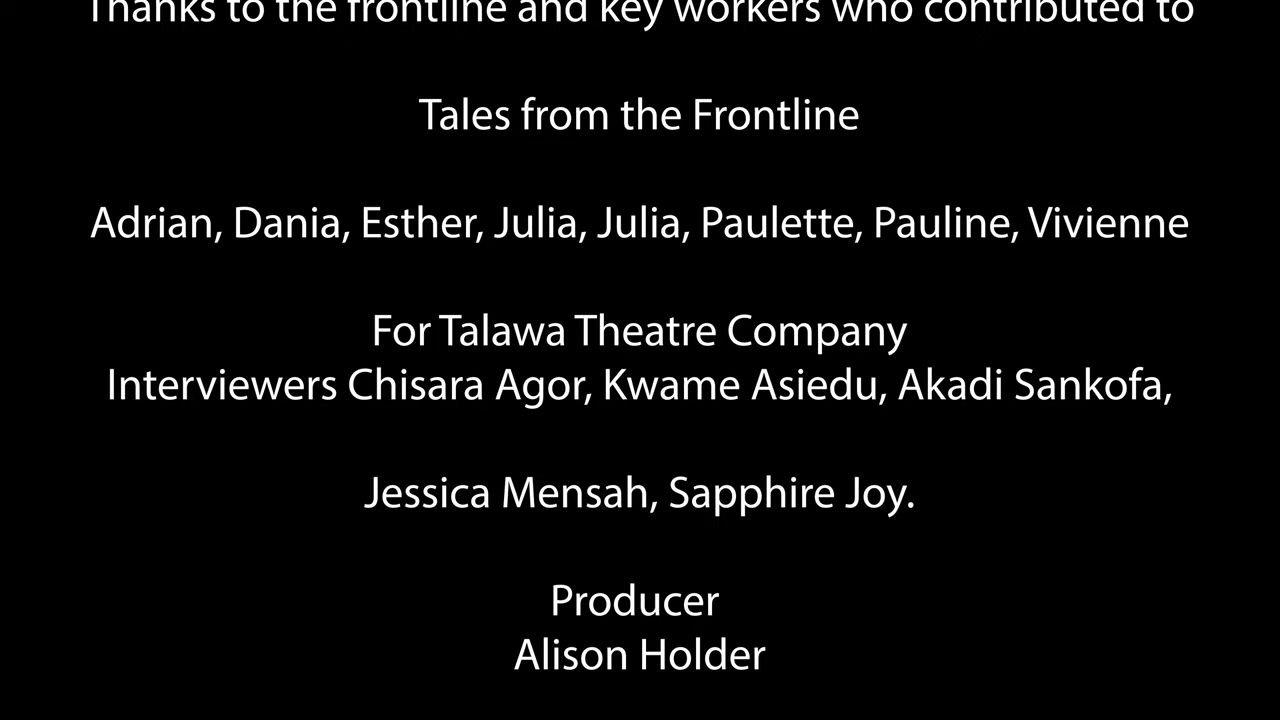 Thanks to the frontline and key workers who contributed to
Tales from the Frontline
Adrian, Dania, Esther, Julia, Julia, Paulette, Pauline, Vivienne
For Talawa Theatre Company
Interviewers Chisara Agor, Kwame Asiedu, Akadi Sankofa,
Jessica Mensah, Sapphire Joy.
Producer
Alison Holder